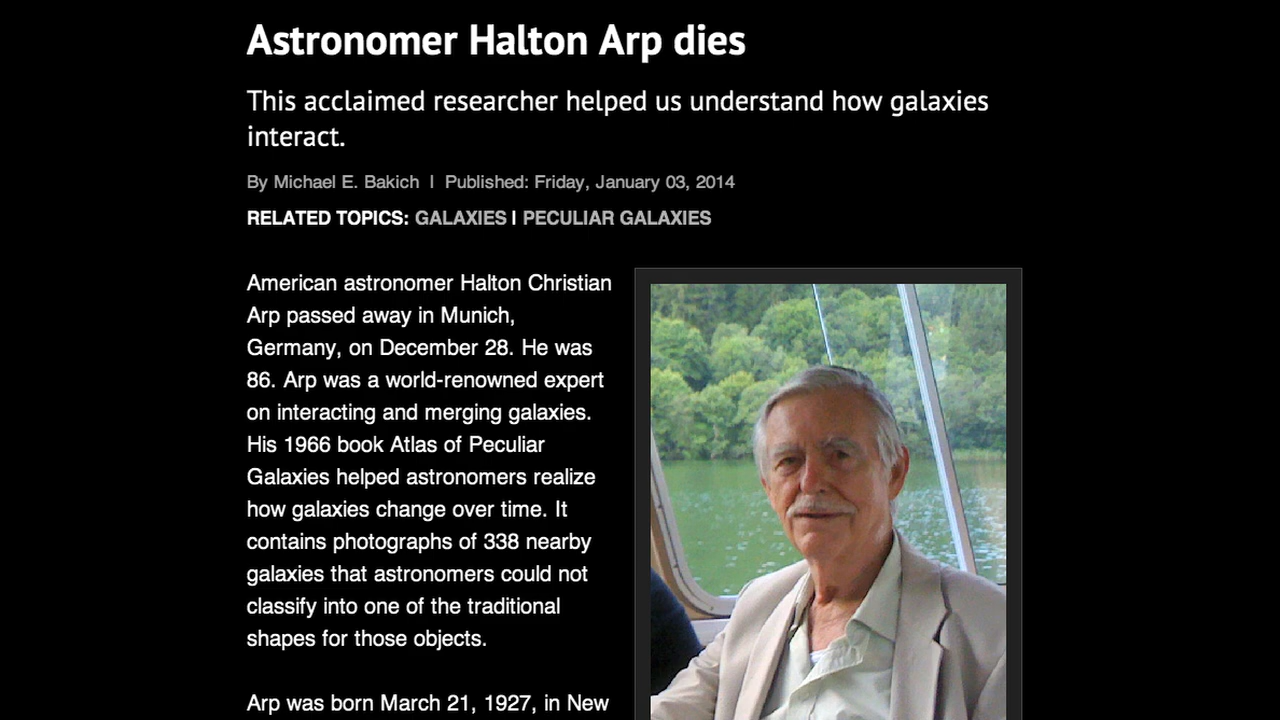 Astronomer Halton Arp dies
This acclaimed researcher helped us understand how galaxies
interact.
By Michael E. Bakich | Published: Friday, January 03, 2014
RELATED TOPICS: GALAXIES | PECULIAR GALAXIES
American astronomer Halton Christian
Arp passed away in Munich,
Germany, on December 28. He was
86. Arp was a world-renowned expert
on interacting and merging galaxies.
His 1966 book Atlas of Peculiar
Galaxies helped astronomers realize
how galaxies change over time. It
contains photographs of 338 nearby
galaxies that astronomers could not
classify into one of the traditional
shapes for those objects.
Arp was born March 21, 1927, in New